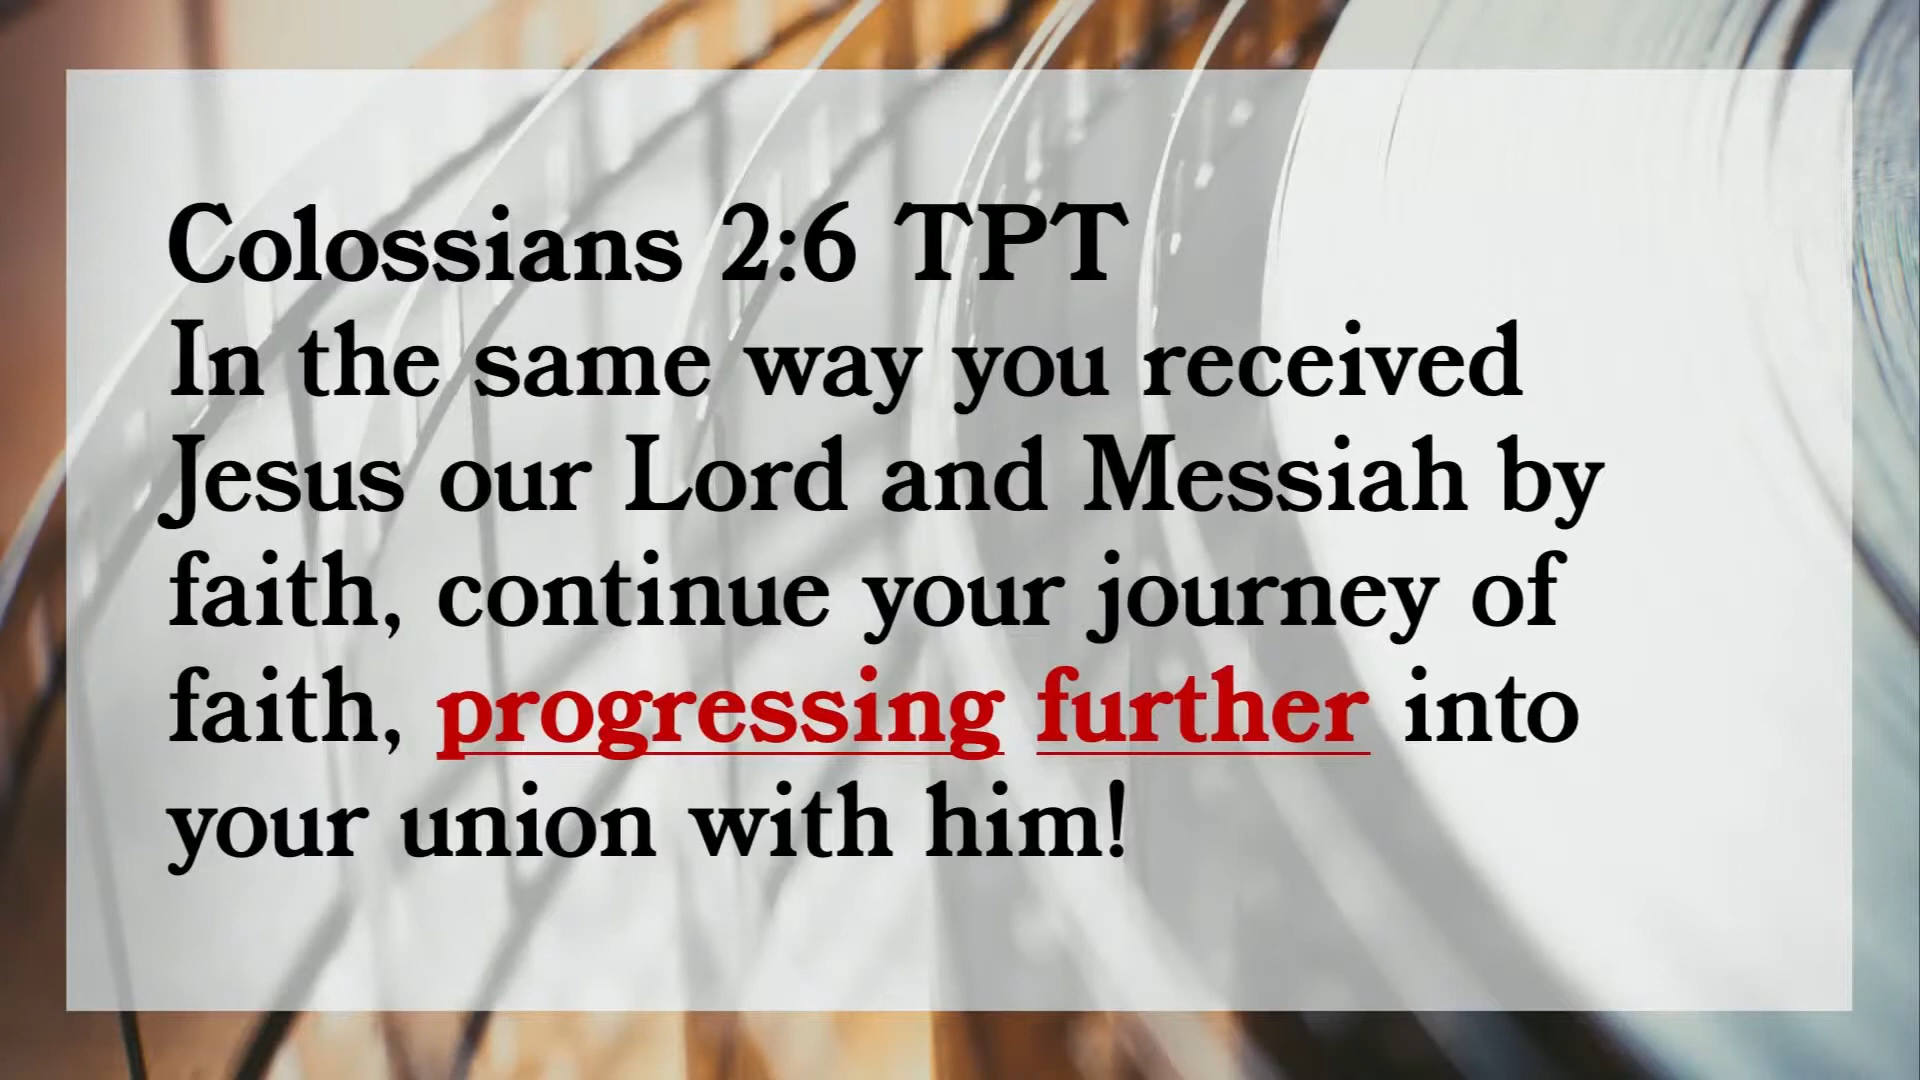 Colossians 2:6 TPT
In the same way you received
Jesus our Lord and Messiah by
faith, continue your journey of
faith, progressing further into
your union with him!